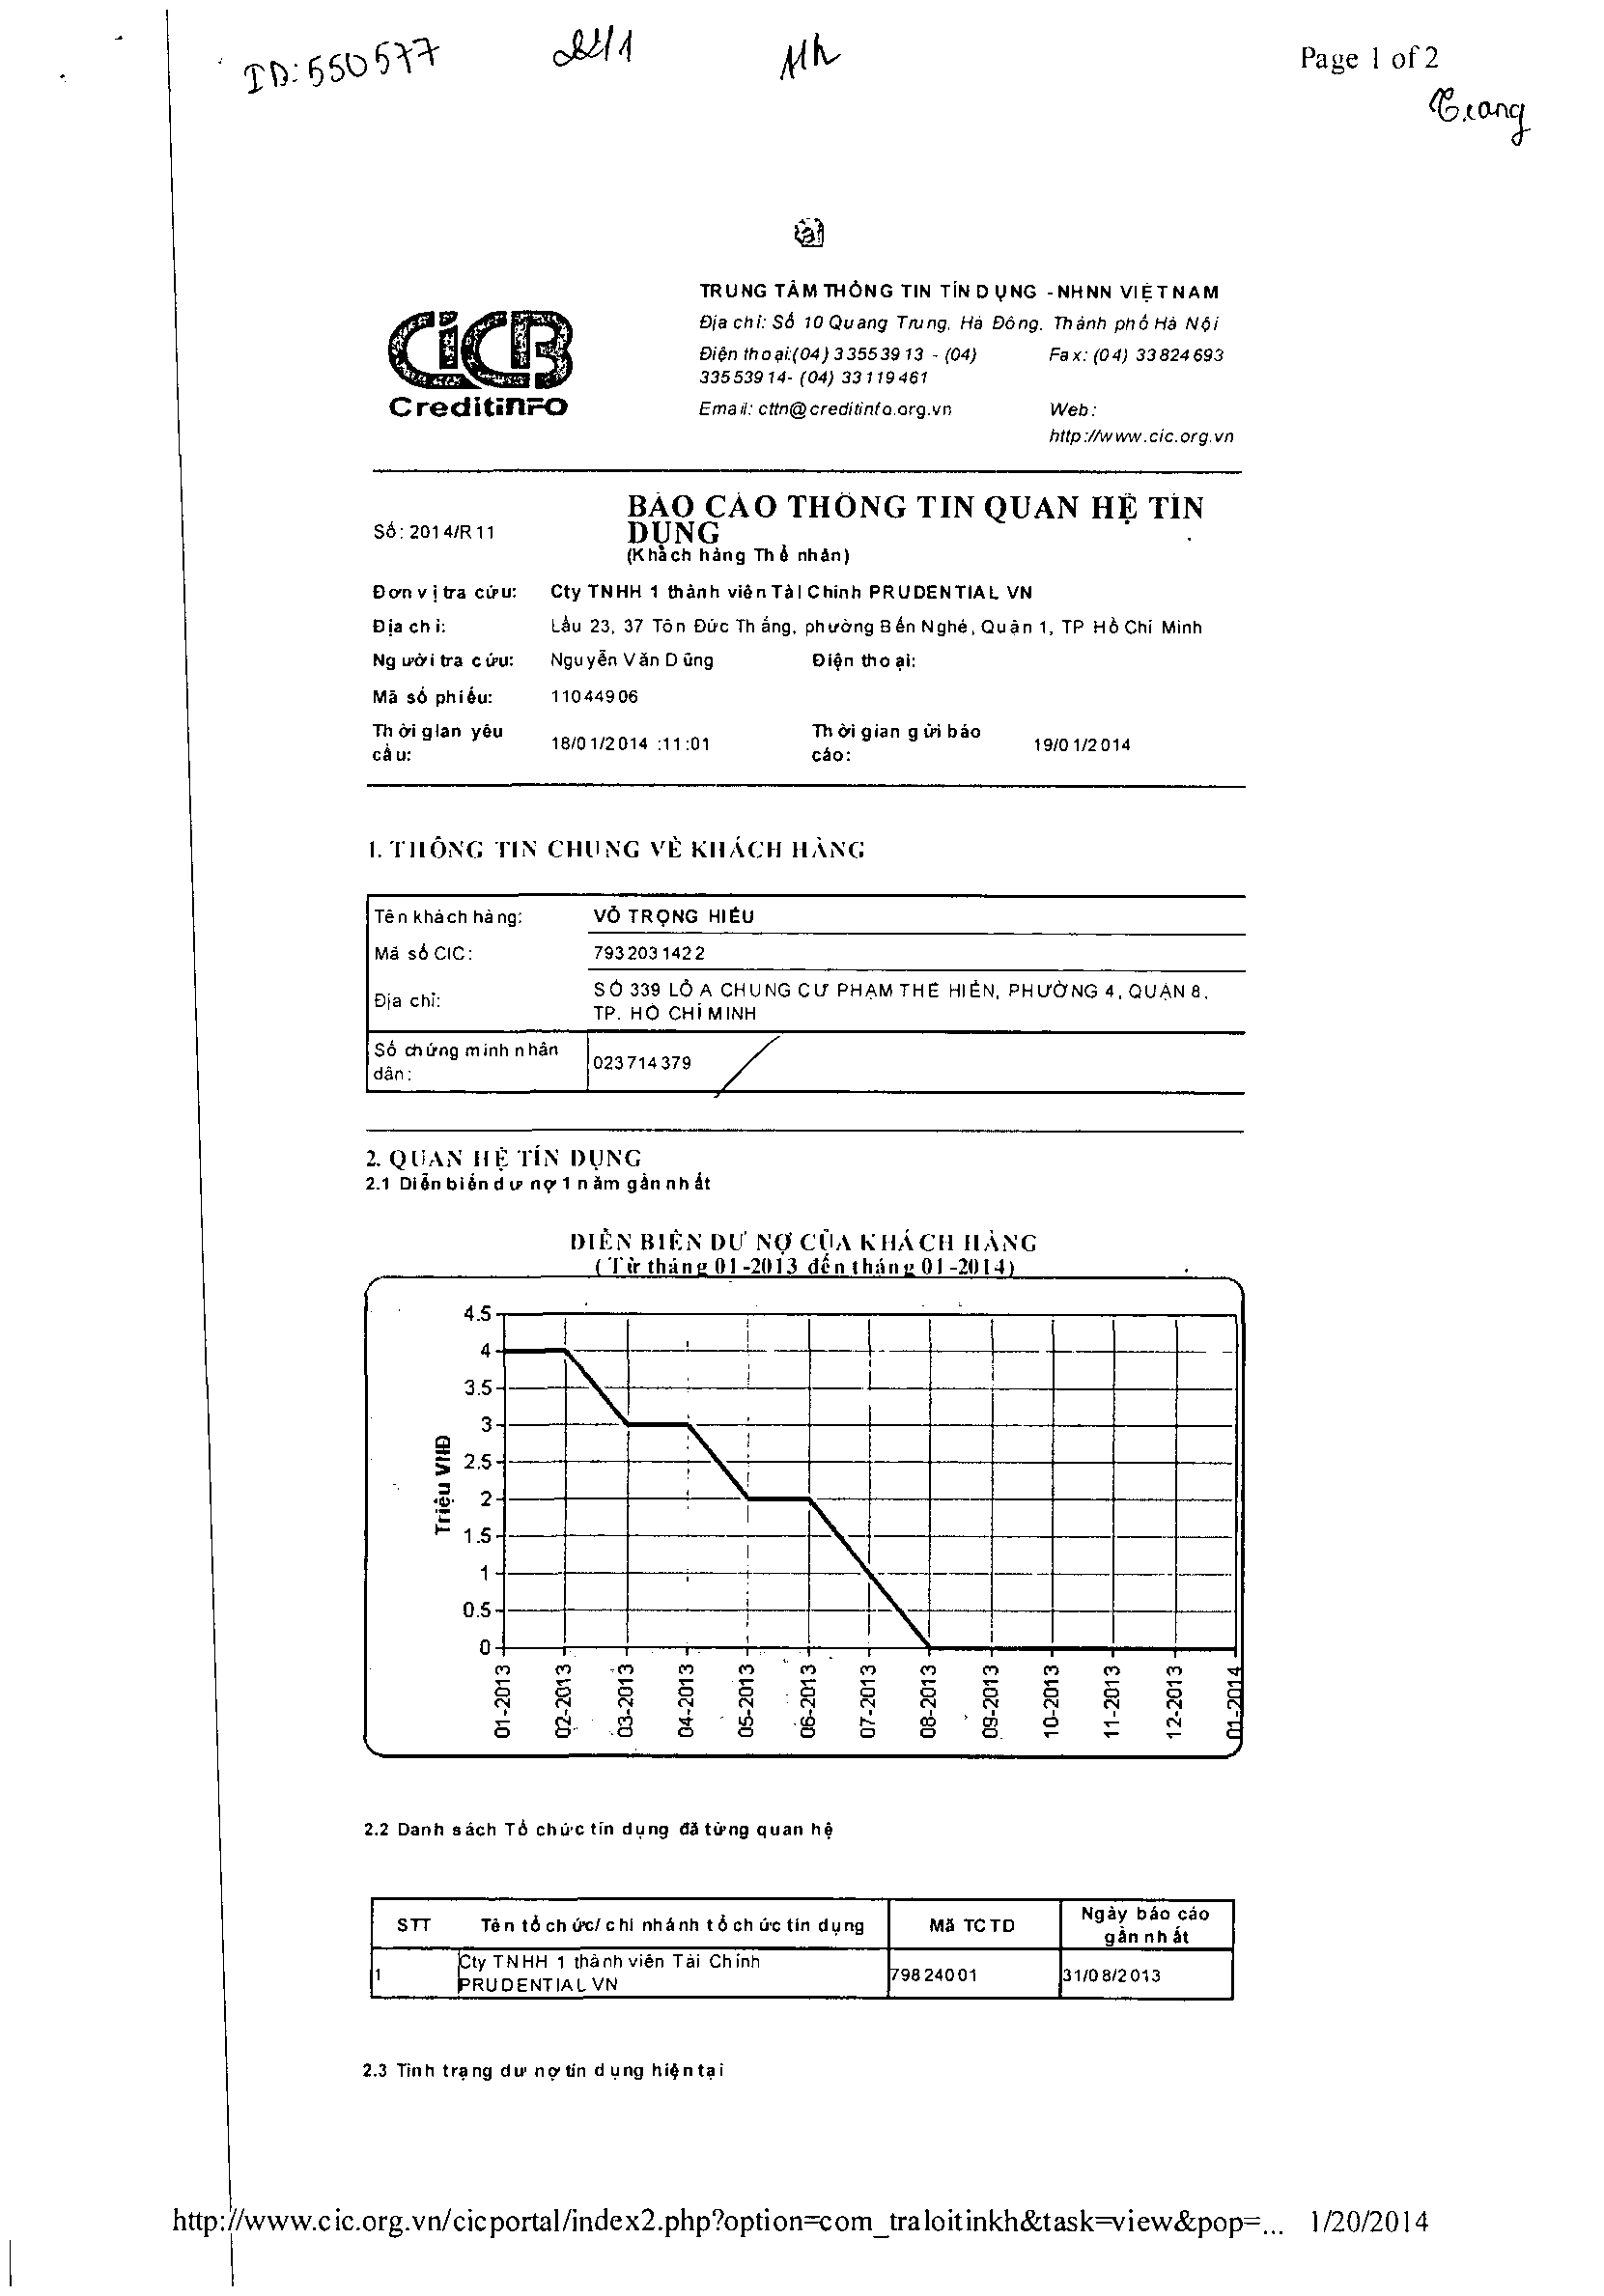 ID: 550577
Page 1 of 2
Giang
CiCB
CreditinFO
TRUNG TÂM THÔNG TIN TÍN DỤNG - NHNN VIỆT NAM
Địa chỉ: Số 10 Quang Trung, Hà Đông, Thành phố Hà Nội
Điện thoại:(04) 33553913 - (04) 33553914- (04) 33119461
Fax: (04) 33824693
Email: cttn@creditinfo.org.vn
Web:
http://www.cic.org.vn
Số: 2014/R11
BÁO CÁO THÔNG TIN QUAN HỆ TÍN
DỤNG
(Khách hàng Thể nhân)
Đơn vị tra cứu: Cty TNHH 1 thành viên Tài Chính PRUDENTIAL VN
Địa chỉ: Lầu 23, 37 Tôn Đức Thắng, phường Bến Nghé, Quận 1, TP Hồ Chí Minh
Người tra cứu: Nguyễn Văn Dũng Điện thoại:
Mã số phiếu: 11044906
Thời gian yêu cầu: 18/01/2014 :11:01 Thời gian gửi báo cáo: 19/01/2014
1. THÔNG TIN CHUNG VỀ KHÁCH HÀNG
Tên khách hàng: VÕ TRỌNG HIẾU
Mã số CIC: 7932031422
Địa chỉ: SỐ 339 LÔ A CHUNG CƯ PHẠM THẾ HIỂN, PHƯỜNG 4, QUẬN 8,
TP. HỒ CHÍ MINH
Số chứng minh nhân
dân: 023714379
2. QUAN HỆ TÍN DỤNG
2.1 Diễn biến dư nợ 1 năm gần nhất
DIỄN BIẾN DƯ NỢ CỦA KHÁCH HÀNG
(Từ tháng 01-2013 đến tháng 01-2014)
Triệu VNĐ
4.5
4
3.5
3
2.5
2
1.5
1
0.5
0
01-2013 02-2013 03-2013 04-2013 05-2013 06-2013 07-2013 08-2013 09-2013 10-2013 11-2013 12-2013 01-2014
2.2 Danh sách Tổ chức tín dụng đã từng quan hệ
STT Tên tổ chức/ chi nhánh tổ chức tín dụng Mã TCTD Ngày báo cáo gần nhất
1 Cty TNHH 1 thành viên Tài Chính PRUDENTIAL VN 79824001 31/08/2013
2.3 Tình trạng dư nợ tín dụng hiện tại
http://www.cic.org.vn/cicportal/index2.php?option=com_traloitinkh&task=view&pop=... 1/20/2014